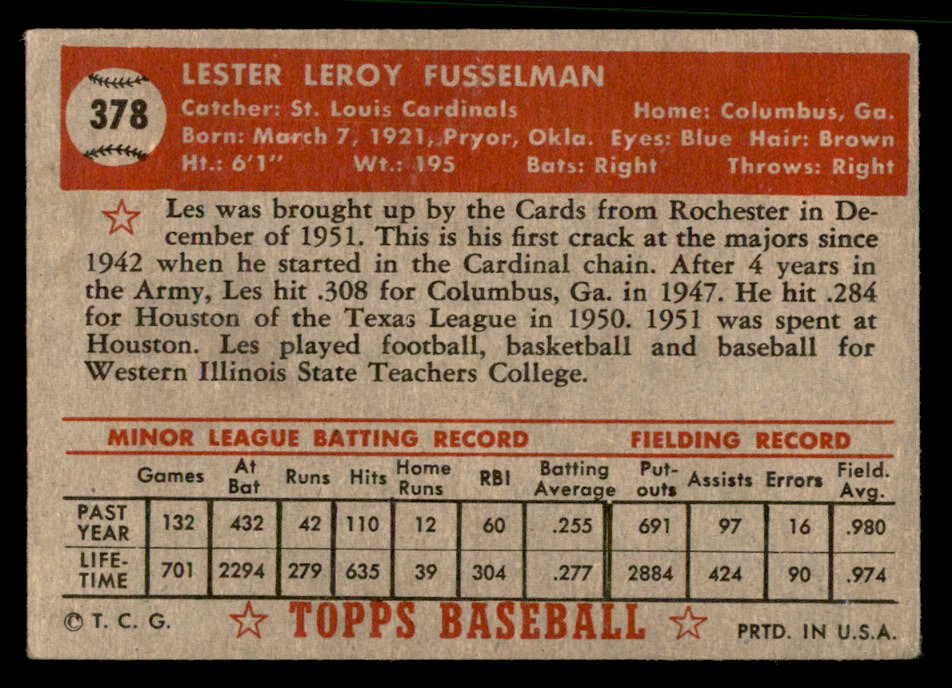 378
LESTER LEROY FUSSELMAN
Catcher: St. Louis Cardinals Home: Columbus, Ga.
Born: March 7, 1921, Pryor, Okla. Eyes: Blue Hair: Brown
Ht.: 6'1" Wt.: 195 Bats: Right Throws: Right
Les was brought up by the Cards from Rochester in De-
cember of 1951. This is his first crack at the majors since
1942 when he started in the Cardinal chain. After 4 years in
the Army, Les hit .308 for Columbus, Ga. in 1947. He hit .284
for Houston of the Texas League in 1950. 1951 was spent at
Houston. Les played football, basketball and baseball for
Western Illinois State Teachers College.
MINOR LEAGUE BATTING RECORD FIELDING RECORD
Games At Bat Runs Hits Home Runs RBI Batting Average Put-outs Assists Errors Field. Avg.
PAST YEAR 132 432 42 110 12 60 .255 691 97 16 .980
LIFE-TIME 701 2294 279 635 39 304 .277 2884 424 90 .974
© T. C. G. TOPPS BASEBALL PRTD. IN U.S.A.